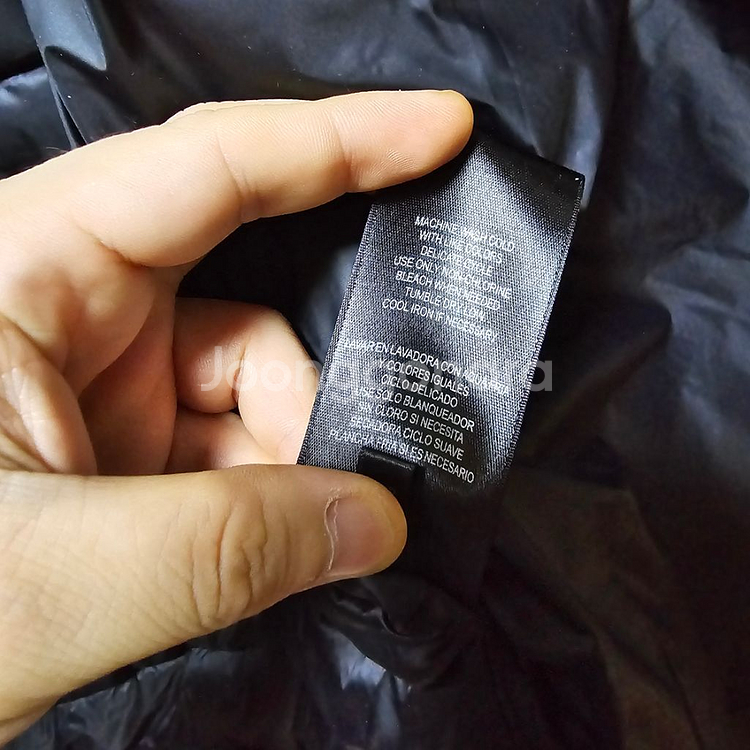 MACHINE WASH COLD
WITH LIKE COLORS
DELICATE CYCLE
USE ONLY NON-CHLORINE
BLEACH WHEN NEEDED
TUMBLE DRY LOW
COOL IRON IF NECESSARY
LAVAR EN LAVADORA CON AGUA FRIA
Y COLORES IGUALES
CICLO DELICADO
USE SOLO BLANQUEADOR
SIN CLORO SI NECESITA
SECADORA CICLO SUAVE
PLANCHA FRIA SI ES NECESARIO
Joongna